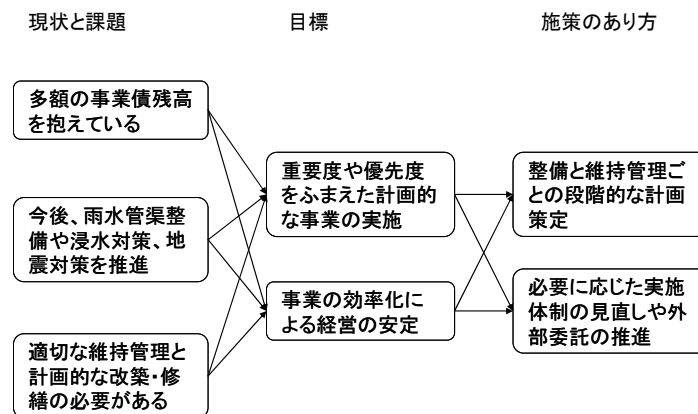 現状と課題
目標
施策のあり方
多額の事業債残高
を抱えている
今後、雨水管渠整
備や浸水対策、地
震対策を推進
適切な維持管理と
計画的な改築・修
繕の必要がある
重要度や優先度
をふまえた計画的
な事業の実施
事業の効率化に
よる経営の安定
整備と維持管理ご
との段階的な計画
策定
必要に応じた実施
体制の見直しや外
部委託の推進